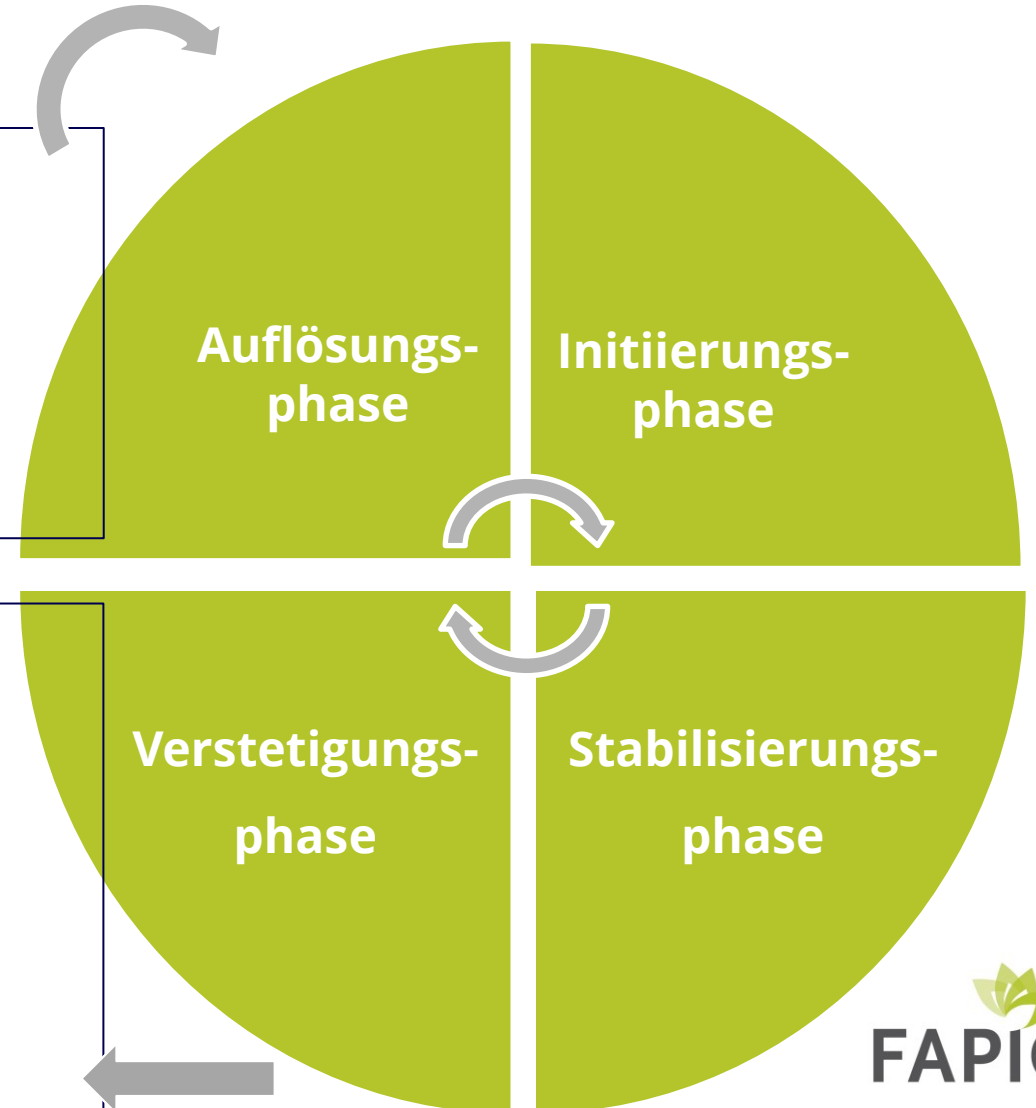 Auflösungs-
phase
Initiierungs-
phase
Verstetigungs-
phase
Stabilisierungs-
phase